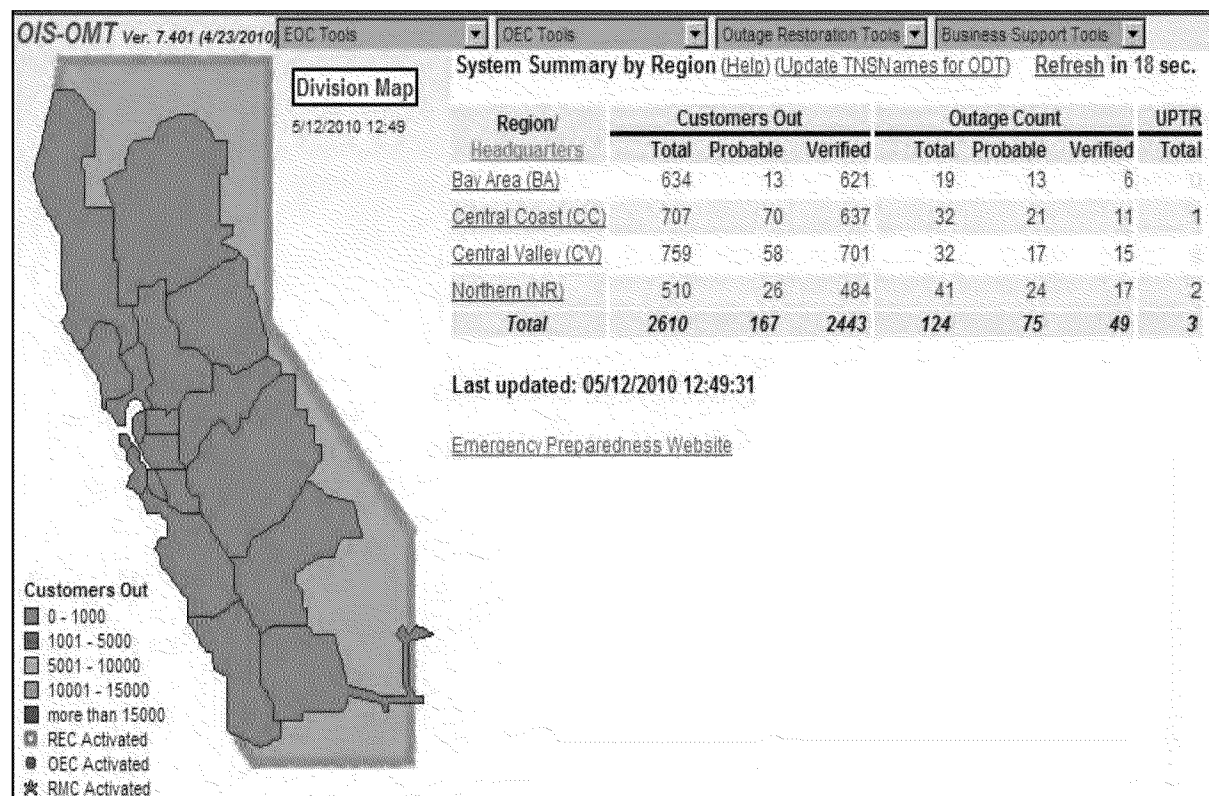 OIS-OMT Ver. 7.401 (4/23/2010) EOC Tools OEC Tools Outage Restoration Tools Business Support Tools
Division Map
5/12/2010 12:49
System Summary by Region (Help) (Update TNSNames for ODT) Refresh in 18 sec.
Region/ Customers Out Outage Count UPTR
Headquarters Total Probable Verified Total Probable Verified Total
Bay Area (BA) 634 13 621 19 13 6 0
Central Coast (CC) 707 70 637 32 21 11 1
Central Valley (CV) 759 58 701 32 17 15
Northern (NR) 510 26 484 41 24 17 2
Total 2610 167 2443 124 75 49 3
Last updated: 05/12/2010 12:49:31
Emergency Preparedness Website
Customers Out
0 - 1000
1001 - 5000
5001 - 10000
10001 - 15000
more than 15000
REC Activated
OEC Activated
RMC Activated